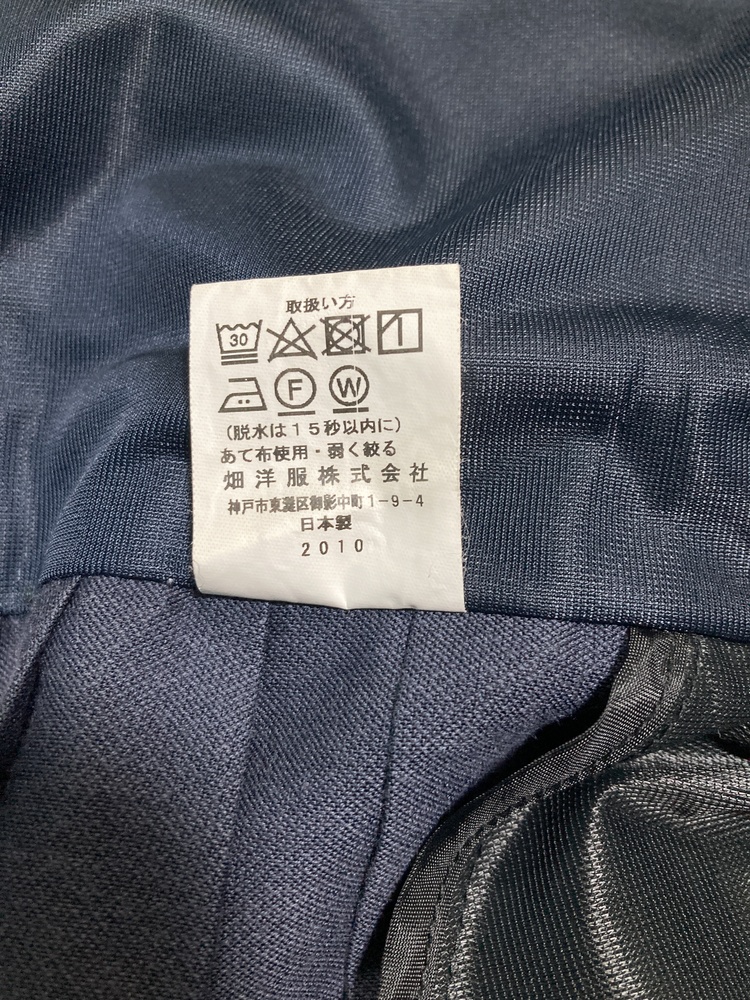 取扱い方
30
F W
(脱水は15秒以内に)
あて布使用・弱く絞る
畑洋服株式会社
神戸市東灘区御影中町1-9-4
日本製
2010